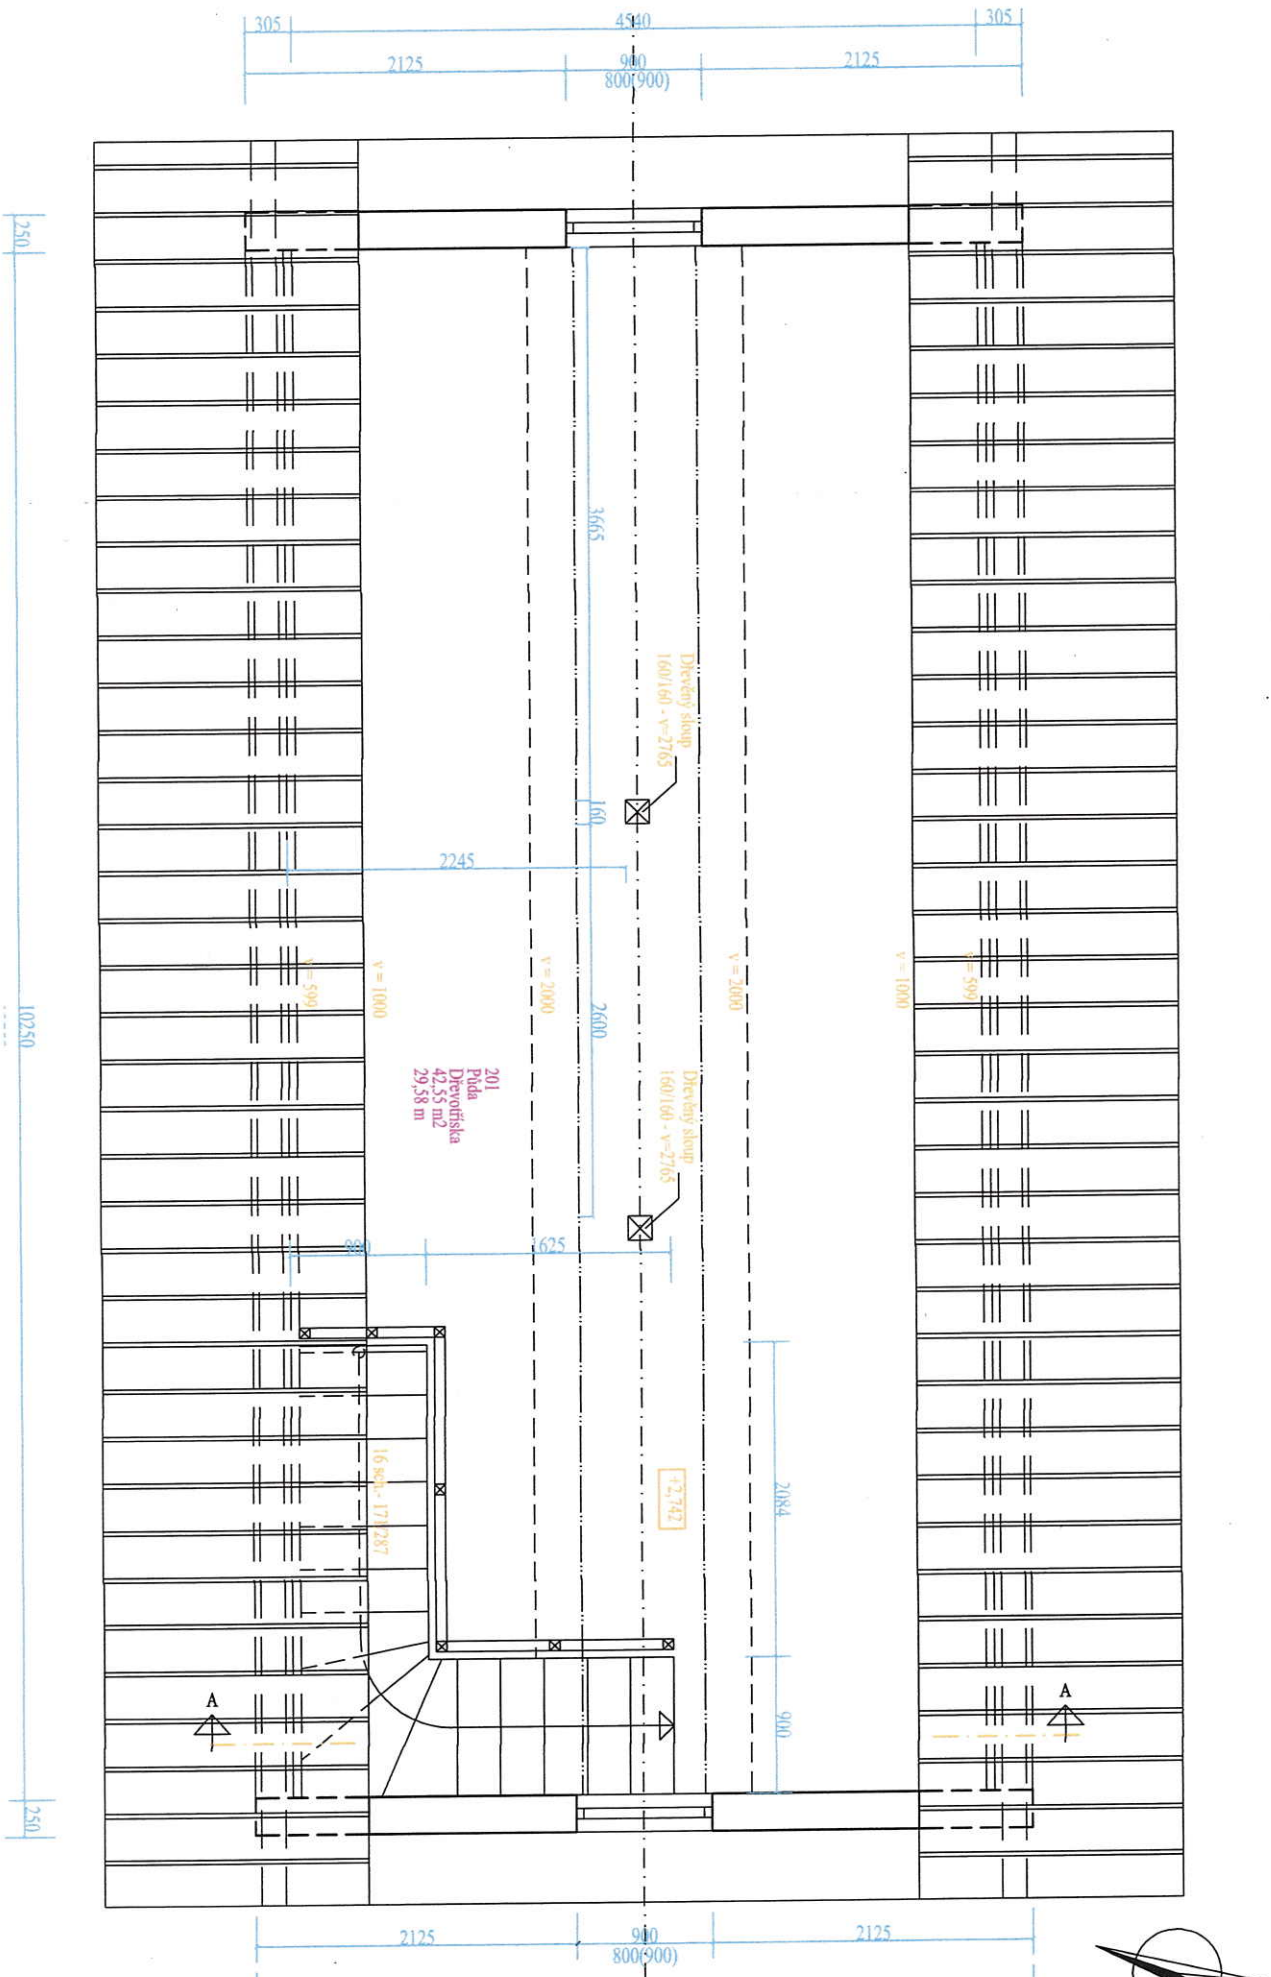 305
4540
305
2125
900
2125
800(900)
250
3665
Dřevěný sloup
160/160 - v=2765
160
2245
v = 599
v = 1000
v = 2000
2600
v = 2000
v = 1000
v = 599
10250
201
Půda
Dřevotříska
42,55 m2
29,58 m
Dřevěný sloup
160/160 - v=2765
900
1625
16 sch. - 171/287
+2,742
2084
900
A
A
250
2125
900
2125
800(900)